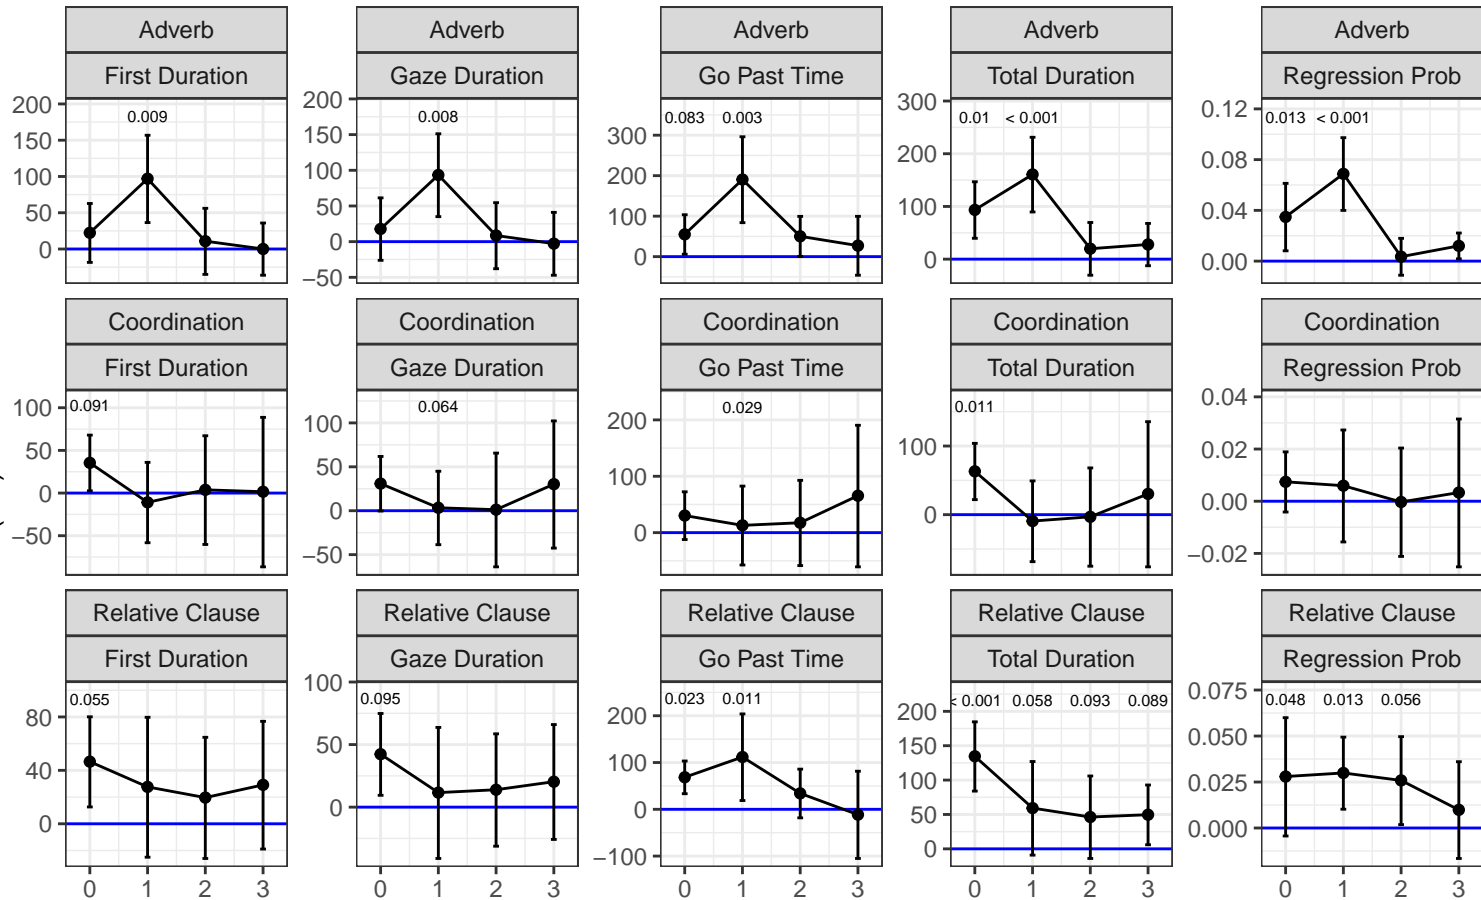 Adverb Adverb Adverb Adverb Adverb
First Duration Gaze Duration Go Past Time Total Duration Regression Prob
200 150 100 50 0
0.009
200 150 100 50 0 −50
0.008
300 200 100 0
0.083 0.003
300 200 100 0
0.01 < 0.001
0.12 0.08 0.04 0.00
0.013 < 0.001
Coordination Coordination Coordination Coordination Coordination
First Duration Gaze Duration Go Past Time Total Duration Regression Prob
100 50 0 −50
0.091
100 50 0 −50
0.064
200 100 0
0.029
100 0
0.011
0.04 0.02 0.00 −0.02
Relative Clause Relative Clause Relative Clause Relative Clause Relative Clause
First Duration Gaze Duration Go Past Time Total Duration Regression Prob
80 40 0
0.055
100 50 0
0.095
200 100 0 −100
0.023 0.011
200 150 100 50 0
< 0.001 0.058 0.093 0.089
0.075 0.050 0.025 0.000
0.048 0.013 0.056
0 1 2 3 0 1 2 3 0 1 2 3 0 1 2 3 0 1 2 3